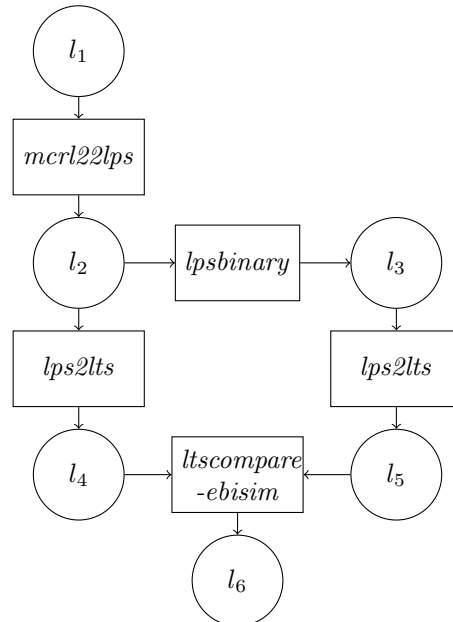 l₁
mcrl22lps
l₂
lpsbinary
l₃
lps2lts
lps2lts
l₄
ltscompare
-ebisim
l₅
l₆